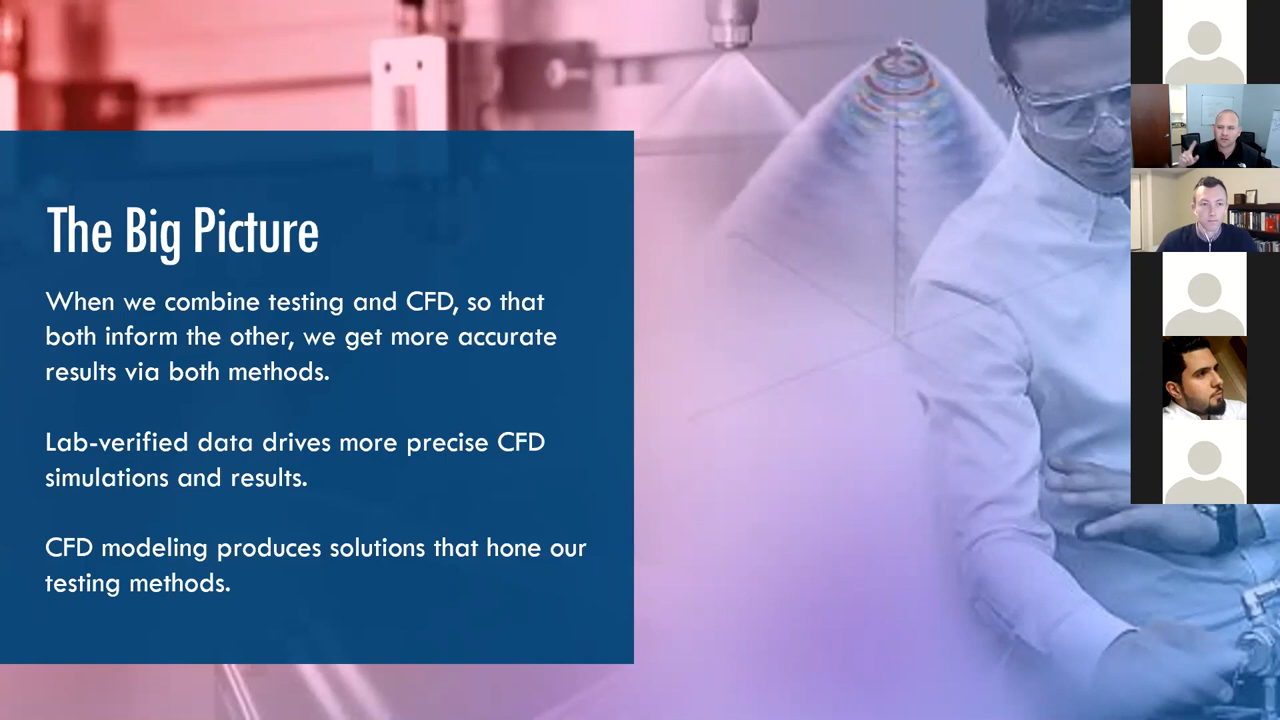 The Big Picture
When we combine testing and CFD, so that
both inform the other, we get more accurate
results via both methods.
Lab-verified data drives more precise CFD
simulations and results.
CFD modeling produces solutions that hone our
testing methods.